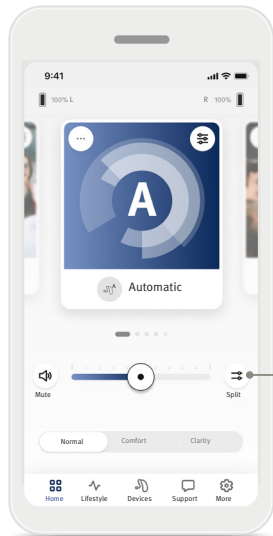 9:41
100% L R 100%
A
Automatic
Mute Split
Normal Comfort Clarity
Home Lifestyle Devices Support More